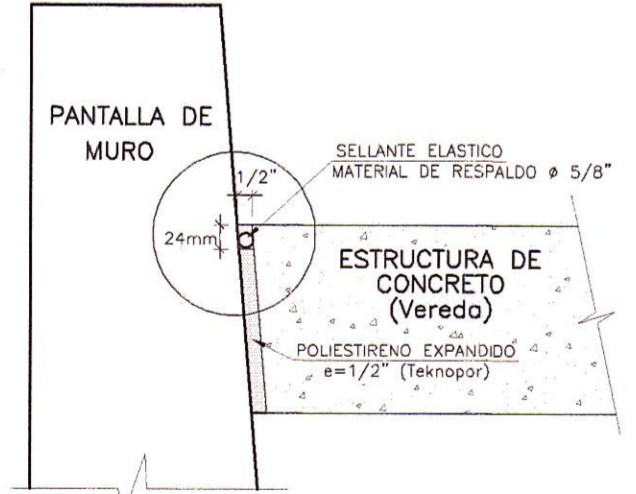 PANTALLA DE
MURO
SELLANTE ELASTICO
MATERIAL DE RESPALDO ø 5/8"
1/2"
24mm
ESTRUCTURA DE
CONCRETO
(Vereda)
POLIESTIRENO EXPANDIDO
e=1/2" (Teknopor)